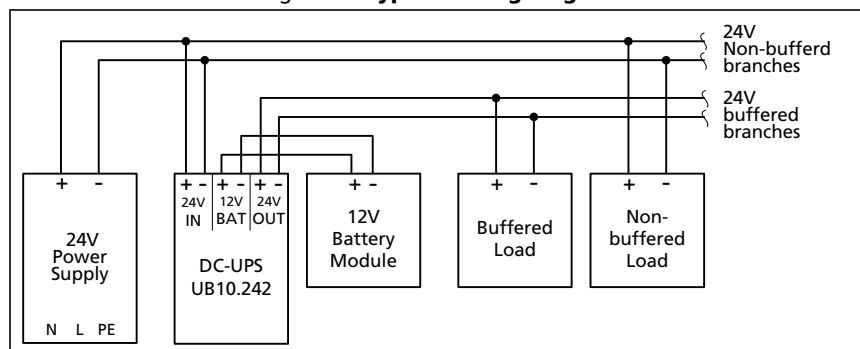 24V
Non-bufferd
branches
24V
buffered
branches
+ -
24V
Power
Supply
N L PE
+ - + - + -
24V 12V 24V
IN BAT OUT
DC-UPS
UB10.242
+ -
12V
Battery
Module
+ -
Buffered
Load
+ -
Non-
buffered
Load